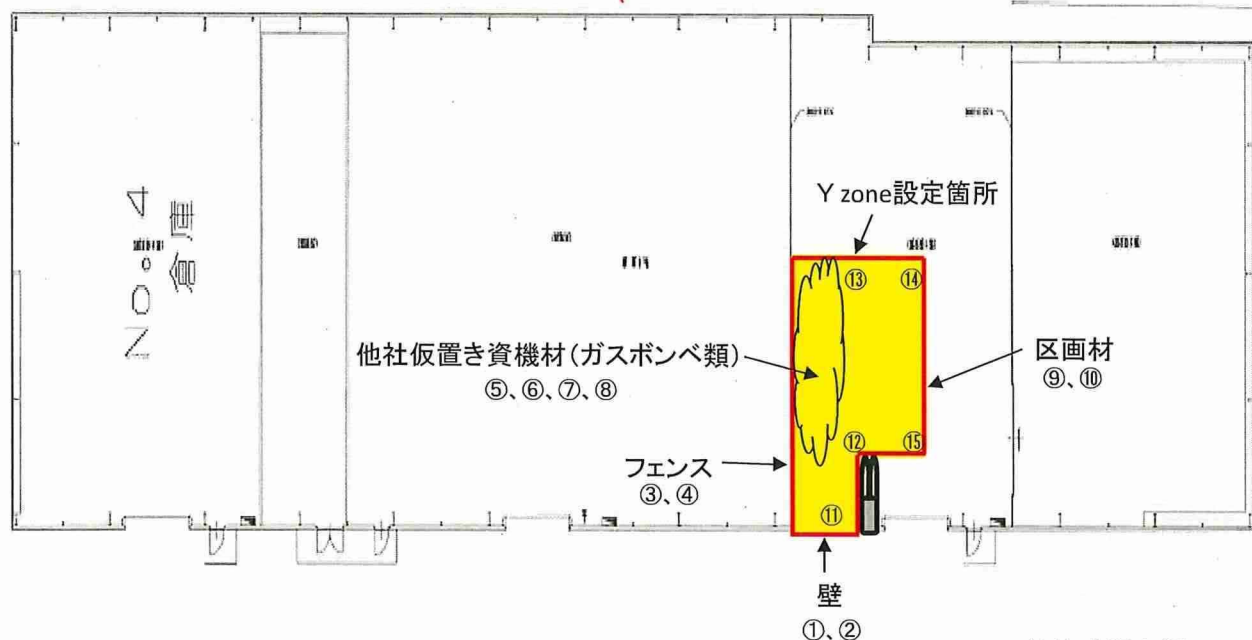 NO.4
倉庫
Y zone設定箇所
⑬
⑭
他社仮置き資機材(ガスボンベ類)
⑤、⑥、⑦、⑧
区画材
⑨、⑩
⑫
⑮
フェンス
③、④
⑪
壁
①、②